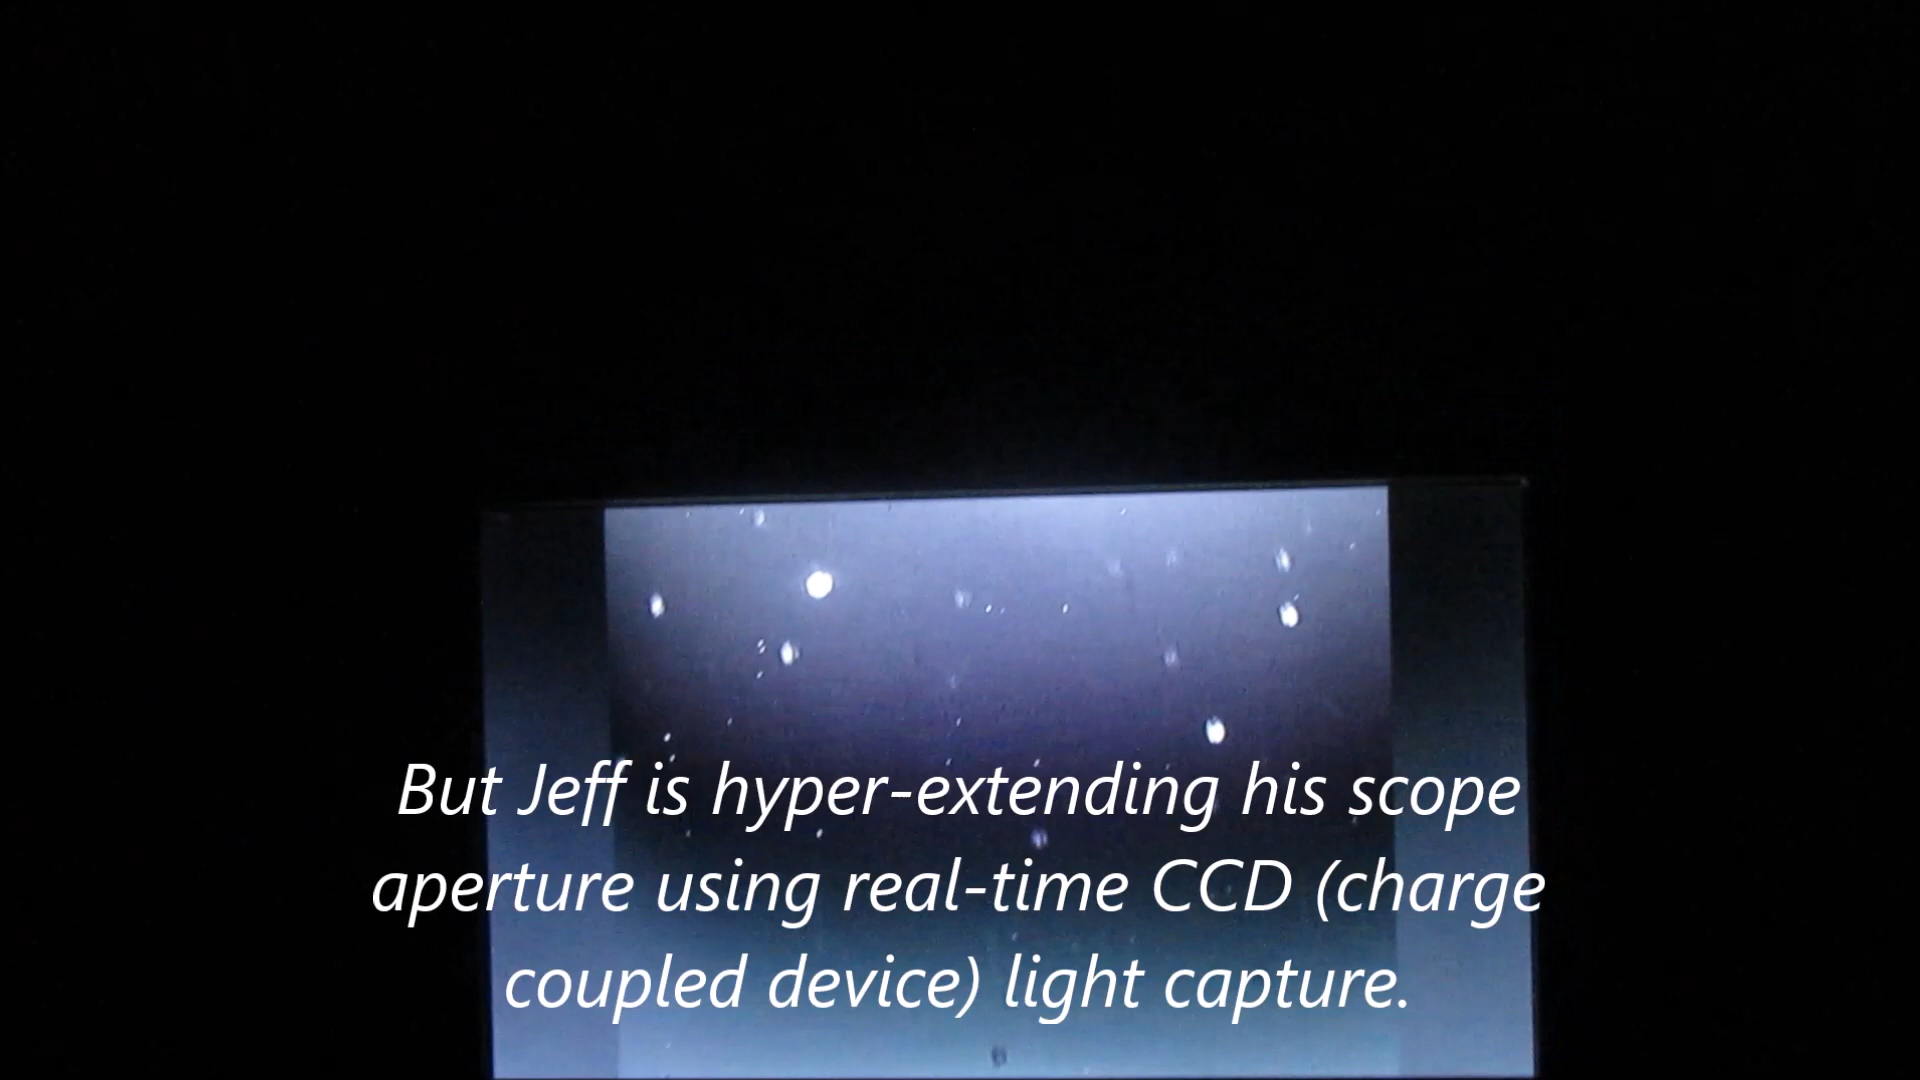 But Jeff is hyper-extending his scope
aperture using real-time CCD (charge
coupled device) light capture.